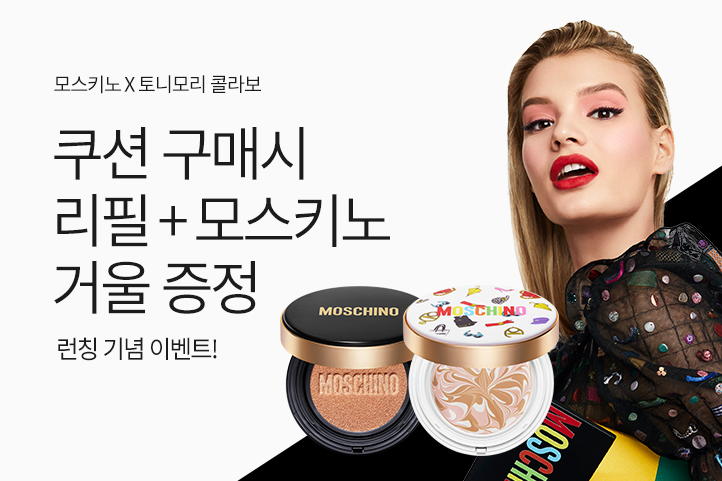 모스키노 X 토니모리 콜라보
쿠션 구매시
리필 + 모스키노
거울 증정
런칭 기념 이벤트!
MOSCHINO
MOSCHINO
MOSCHINO
MOSCHINO